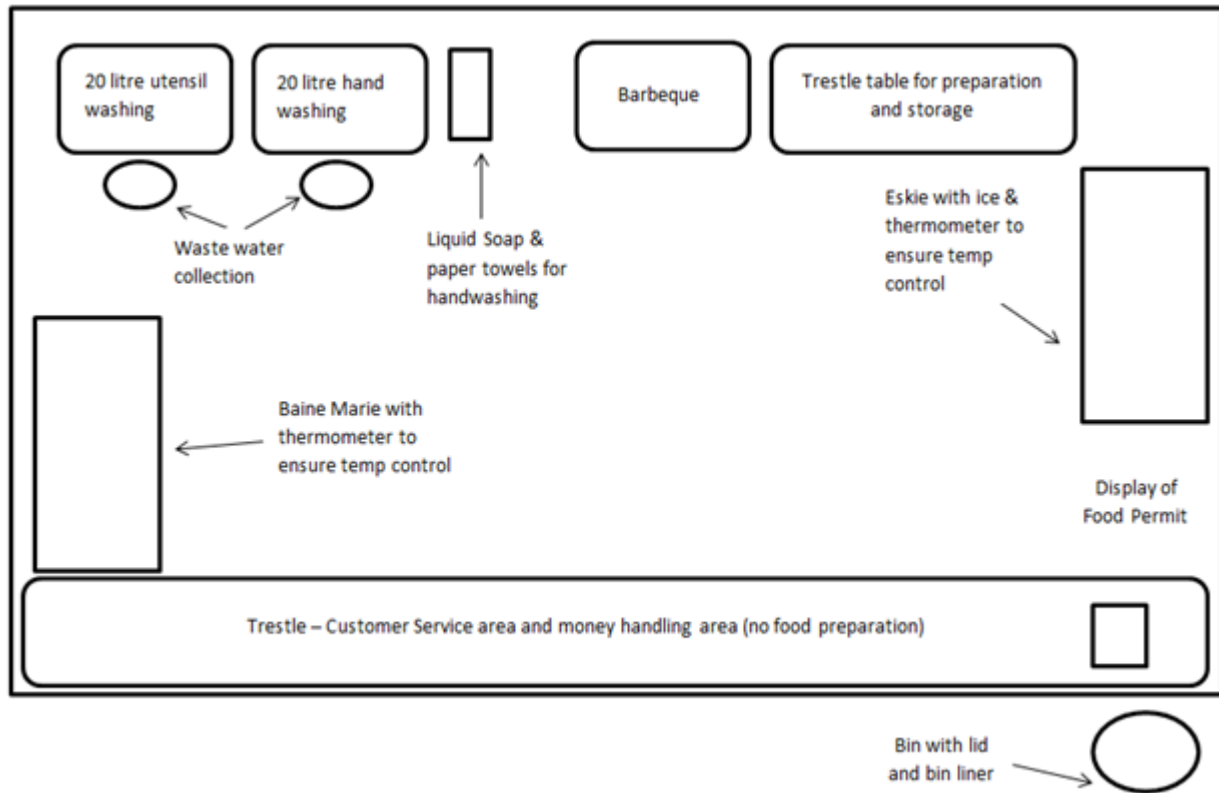 20 litre utensil
washing
20 litre hand
washing
Barbeque
Trestle table for preparation
and storage
Waste water
collection
Liquid Soap &
paper towels for
handwashing
Eskie with ice &
thermometer to
ensure temp
control
Baine Marie with
thermometer to
ensure temp control
Display of
Food Permit
Trestle – Customer Service area and money handling area (no food preparation)
Bin with lid
and bin liner